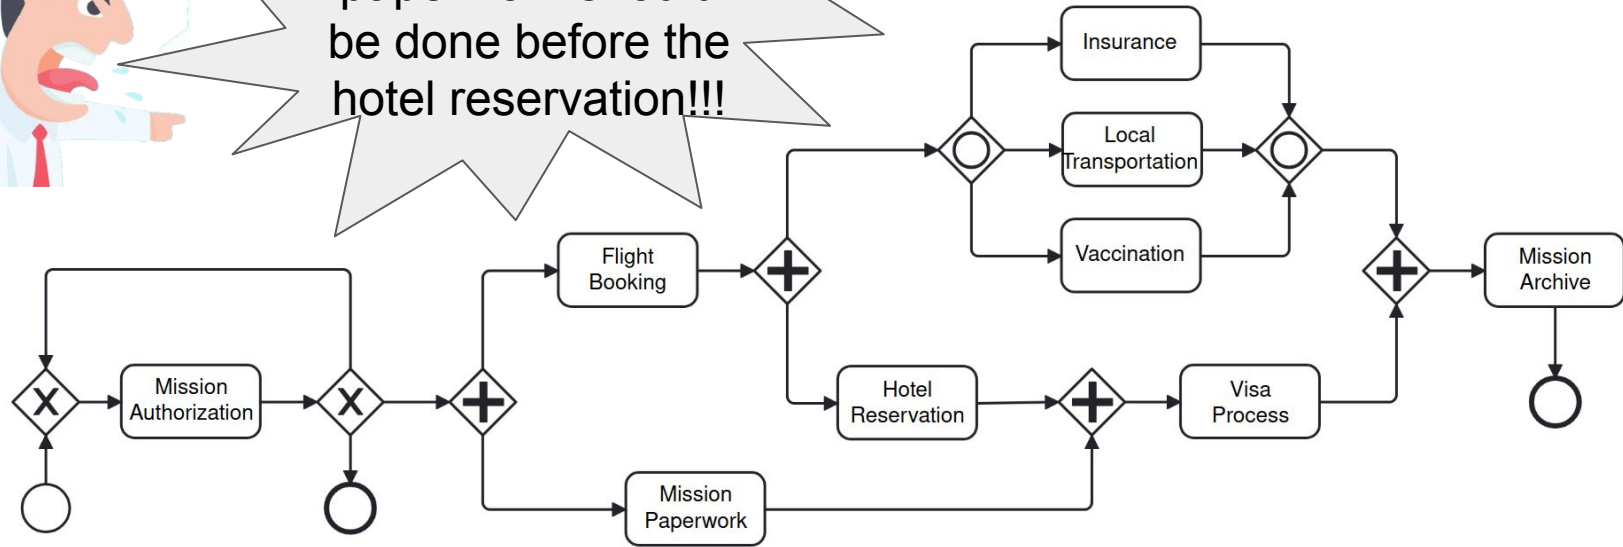 be done before the
hotel reservation!!!
Insurance
Local
Transportation
Vaccination
Flight
Booking
Mission
Archive
X
Mission
Authorization
X
Hotel
Reservation
Visa
Process
Mission
Paperwork